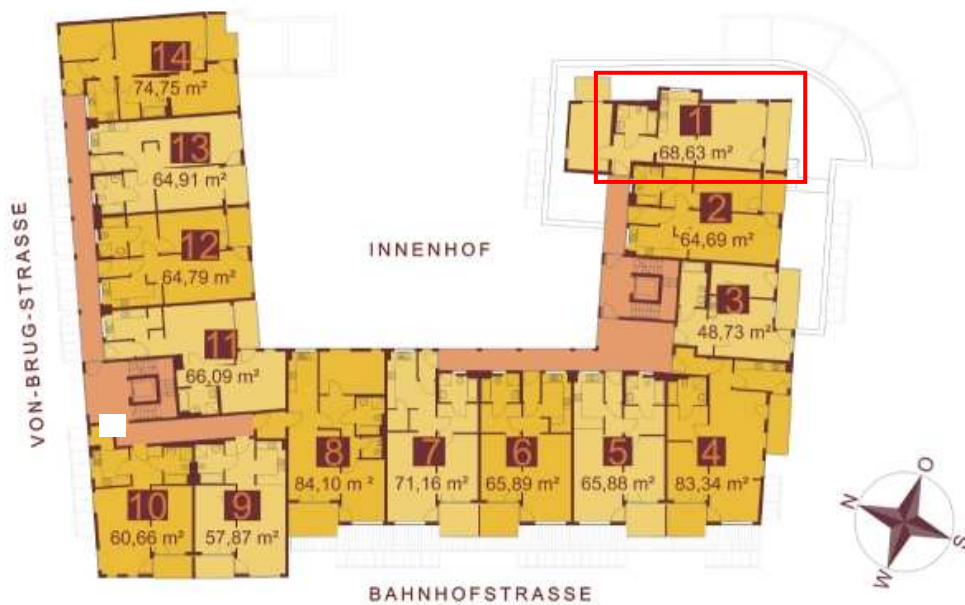 14
74,75 m²
13
64,91 m²
12
64,79 m²
11
66,09 m²
10
60,66 m²
9
57,87 m²
8
84,10 m²
7
71,16 m²
6
65,89 m²
5
65,88 m²
4
83,34 m²
3
48,73 m²
2
64,69 m²
1
68,63 m²
INNENHOF
VON-BRUG-STRASSE
BAHNHOFSTRASSE
N
O
S
W